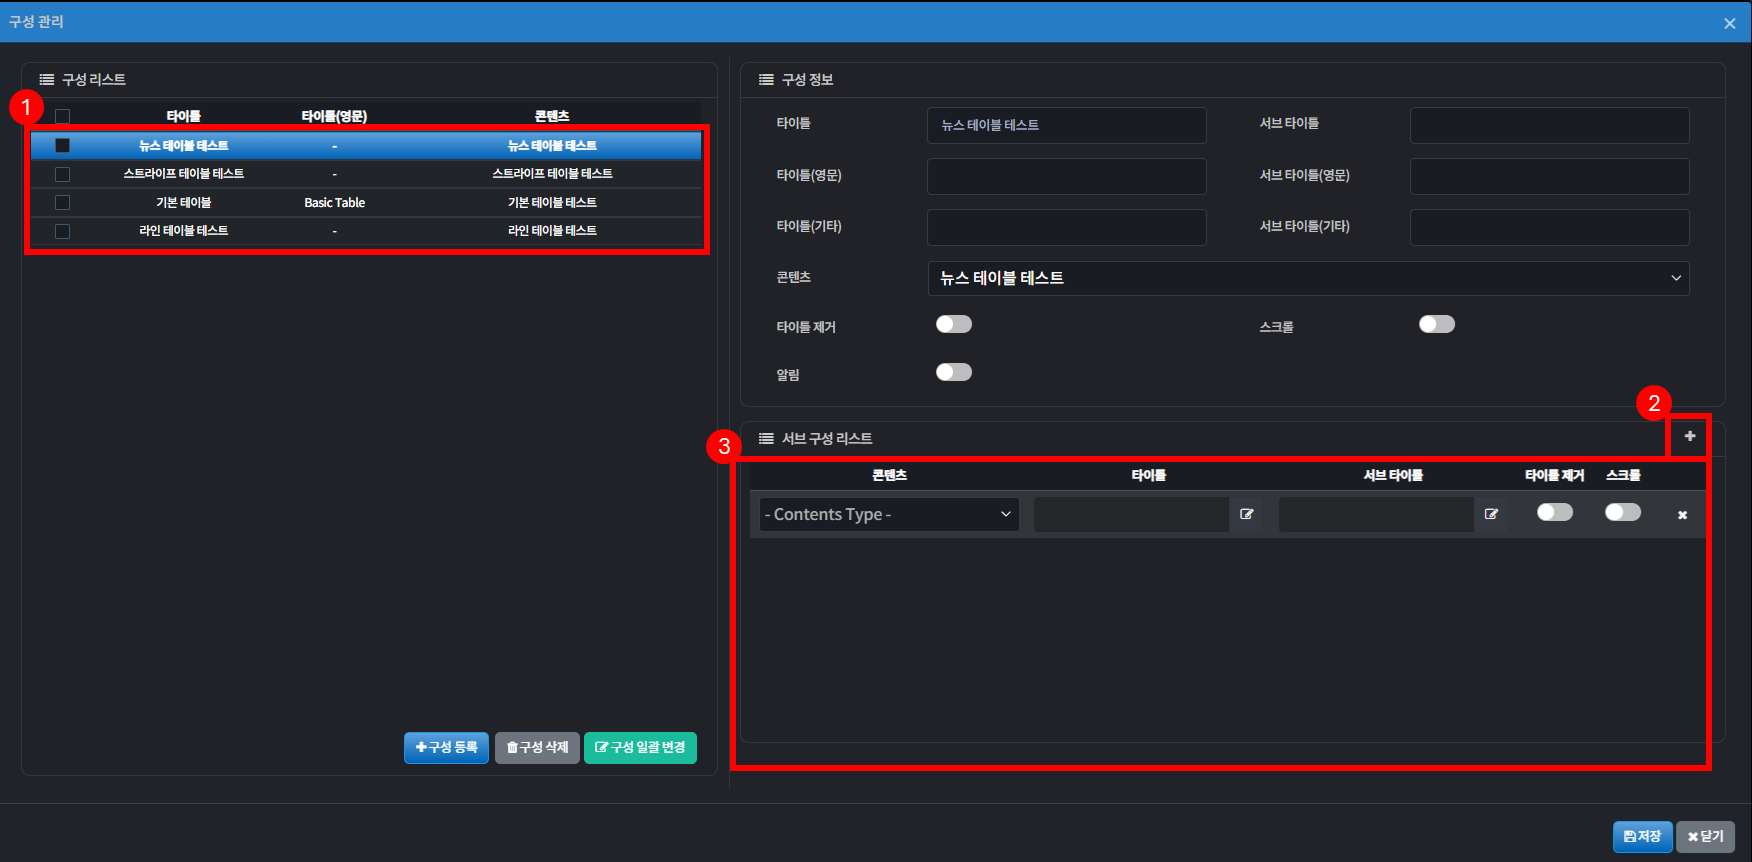 구성 관리
구성 리스트
1
타이틀 타이틀(영문) 콘텐츠
뉴스 테이블 테스트 - 뉴스 테이블 테스트
스트라이프 테이블 테스트 - 스트라이프 테이블 테스트
기본 테이블 Basic Table 기본 테이블 테스트
라인 테이블 테스트 - 라인 테이블 테스트
구성 등록 구성 삭제 구성 일괄 변경
구성 정보
타이틀 뉴스 테이블 테스트 서브 타이틀
타이틀(영문) 서브 타이틀(영문)
타이틀(기타) 서브 타이틀(기타)
콘텐츠 뉴스 테이블 테스트
타이틀 제거 스크롤
알림
2
3
서브 구성 리스트
콘텐츠 타이틀 서브 타이틀 타이틀 제거 스크롤
- Contents Type -
저장 닫기